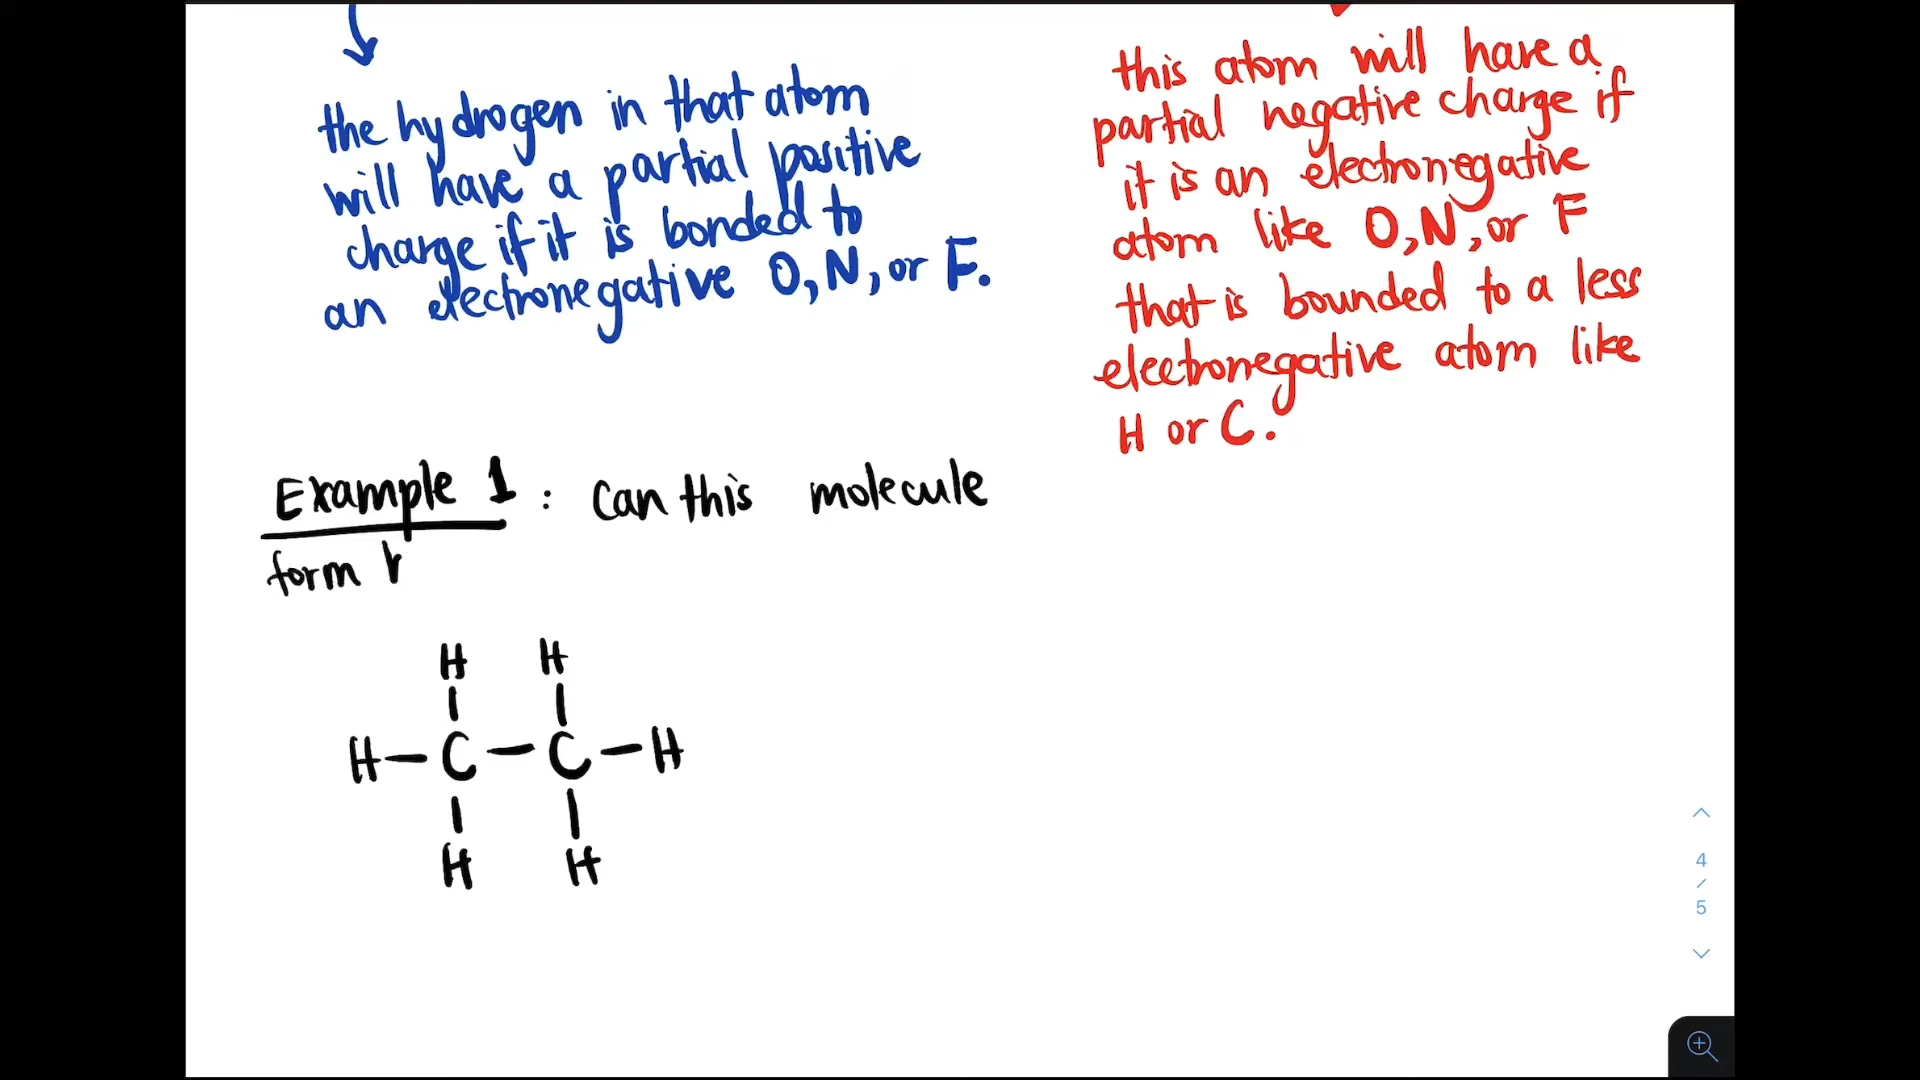 the hydrogen in that atom
will have a partial positive
charge if it is bonded to
an electronegative O, N, or F.
this atom will have a
partial negative charge if
it is an electronegative
atom like O, N, or F
that is bounded to a less
electronegative atom like
H or C.
Example 1 : Can this molecule
form
H H
H-C-C-H
H H
4
/
5